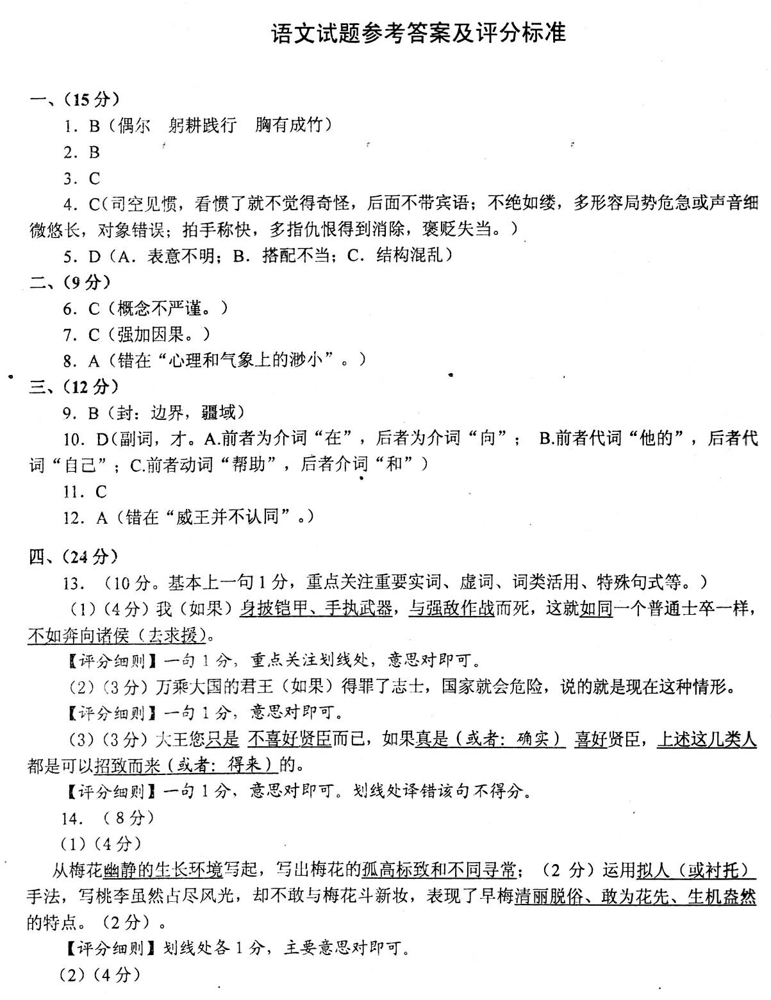 语文试题参考答案及评分标准
一、（15 分）
1．B（偶尔　躬耕践行　胸有成竹）
2．B
3．C
4．C（司空见惯，看惯了就不觉得奇怪，后面不带宾语；不绝如缕，多形容局势危急或声音细
微悠长，对象错误；拍手称快，多指仇恨得到消除，褒贬失当。）
5．D（A．表意不明；B．搭配不当；C．结构混乱）
二、（9 分）
6．C（概念不严谨。）
7．C（强加因果。）
8．A（错在“心理和气象上的渺小”。）
三、（12 分）
9．B（封：边界，疆域）
10．D（副词，才。A.前者为介词“在”，后者为介词“向”； B.前者代词“他的”，后者代
词“自己”；C.前者动词“帮助”，后者介词“和”）
11．C
12．A（错在“威王并不认同”。）
四、（24 分）
13．（10 分。基本上一句 1 分，重点关注重要实词、虚词、词类活用、特殊句式等。）
（1）（4 分）我（如果）身披铠甲、手执武器，与强敌作战而死，这就如同一个普通士卒一样，
不如奔向诸侯（去求援）。
【评分细则】一句 1 分，重点关注划线处，意思对即可。
（2）（3 分）万乘大国的君王（如果）得罪了志士，国家就会危险，说的就是现在这种情形。
【评分细则】一句 1 分，意思对即可。
（3）（3 分）大王您只是 不喜好贤臣而已，如果真是（或者：确实） 喜好贤臣，上述这几类人
都是可以招致而来（或者：得来）的。
【评分细则】一句 1 分，意思对即可。划线处译错该句不得分。
14．（ 8 分）
（1）（4 分）
从梅花幽静的生长环境写起，写出梅花的孤高标致和不同寻常；（2 分）运用拟人（或衬托）
手法，写桃李虽然占尽风光，却不敢与梅花斗新妆，表现了早梅清丽脱俗、敢为花先、生机盎然
的特点。（2 分）。
【评分细则】划线处各 1 分，主要意思对即可。
（2）（4 分）